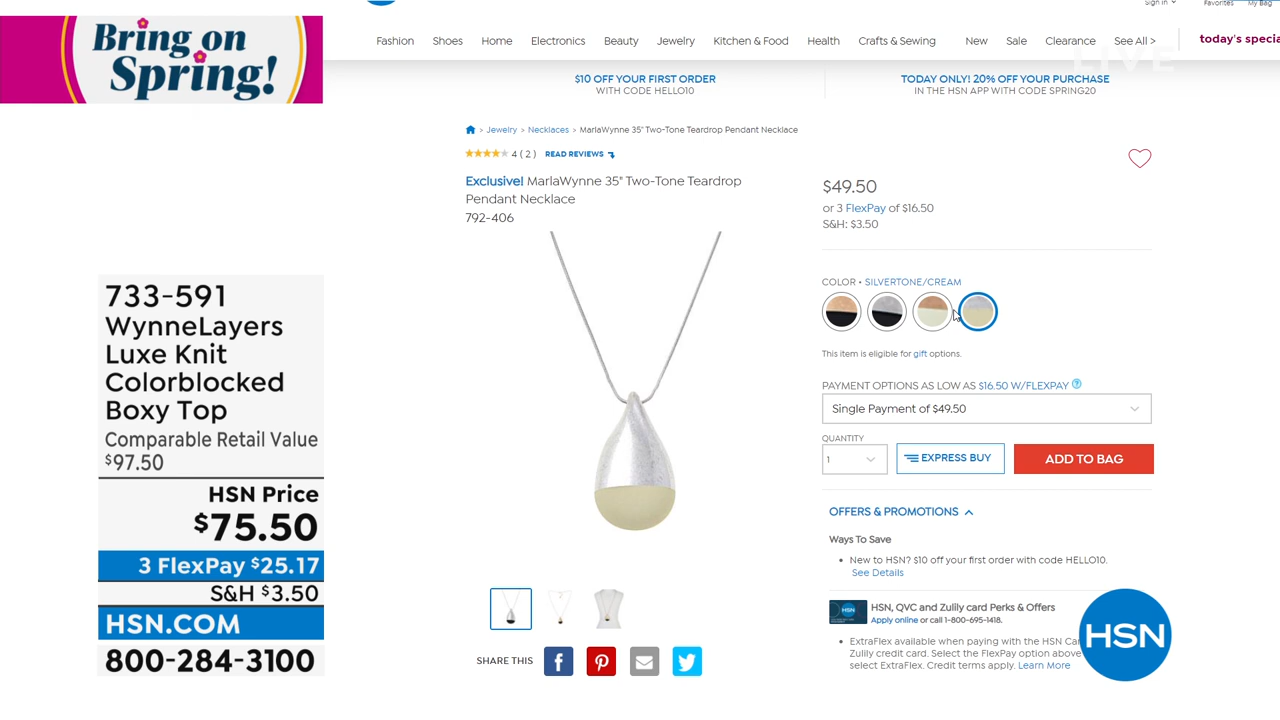 Bring on
Spring!
Sign In
Favorites
My Bag
Fashion
Shoes
Home
Electronics
Beauty
Jewelry
Kitchen & Food
Health
Crafts & Sewing
New
Sale
Clearance
See All >
today's specia
LIVE
$10 OFF YOUR FIRST ORDER
WITH CODE HELLO10
TODAY ONLY! 20% OFF YOUR PURCHASE
IN THE HSN APP WITH CODE SPRING20
> Jewelry > Necklaces > MarlaWynne 35" Two-Tone Teardrop Pendant Necklace
4 ( 2 ) READ REVIEWS
Exclusive! MarlaWynne 35" Two-Tone Teardrop
Pendant Necklace
792-406
$49.50
or 3 FlexPay of $16.50
S&H: $3.50
COLOR • SILVERTONE/CREAM
This item is eligible for gift options.
PAYMENT OPTIONS AS LOW AS $16.50 W/FLEXPAY ?
Single Payment of $49.50
QUANTITY
1
EXPRESS BUY
ADD TO BAG
OFFERS & PROMOTIONS
Ways To Save
• New to HSN? $10 off your first order with code HELLO10.
See Details
HSN, QVC and Zulily card Perks & Offers
Apply online or call 1-800-695-1418.
• ExtraFlex available when paying with the HSN Ca
Zulily credit card. Select the FlexPay option above
select ExtraFlex. Credit terms apply. Learn More
SHARE THIS
HSN
733-591
WynneLayers
Luxe Knit
Colorblocked
Boxy Top
Comparable Retail Value
$97.50
HSN Price
$75.50
3 FlexPay $25.17
S&H $3.50
HSN.COM
800-284-3100